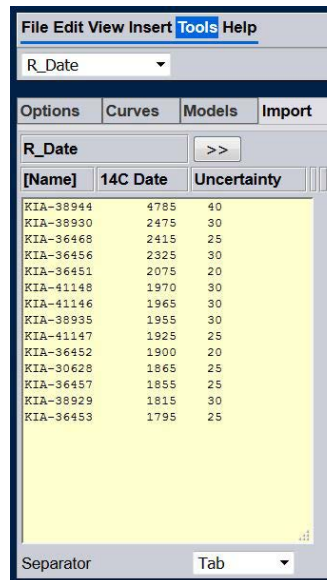 File Edit View Insert Tools Help
R_Date
Options Curves Models Import
R_Date >>
[Name] 14C Date Uncertainty
KIA-38944 4785 40
KIA-38930 2475 30
KIA-36468 2415 25
KIA-36456 2325 30
KIA-36451 2075 20
KIA-41148 1970 30
KIA-41146 1965 30
KIA-38935 1955 30
KIA-41147 1925 25
KIA-36452 1900 20
KIA-30628 1865 25
KIA-36457 1855 25
KIA-38929 1815 30
KIA-36453 1795 25
Separator Tab